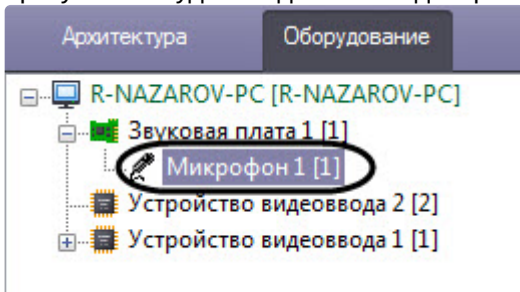 Архитектура Оборудование
R-NAZAROV-PC [R-NAZAROV-PC]
Звуковая плата 1 [1]
Микрофон 1 [1]
Устройство видеоввода 2 [2]
Устройство видеоввода 1 [1]